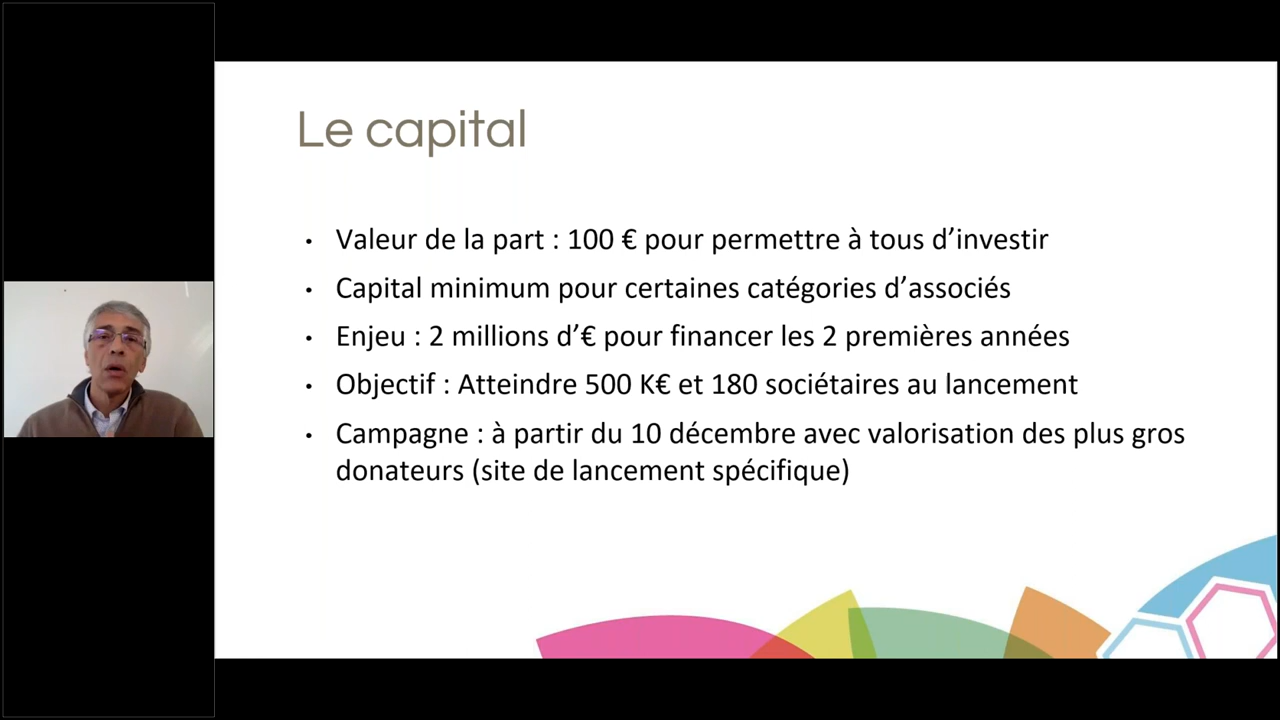 Le capital
• Valeur de la part : 100 € pour permettre à tous d’investir
• Capital minimum pour certaines catégories d’associés
• Enjeu : 2 millions d’€ pour financer les 2 premières années
• Objectif : Atteindre 500 K€ et 180 sociétaires au lancement
• Campagne : à partir du 10 décembre avec valorisation des plus gros
donateurs (site de lancement spécifique)